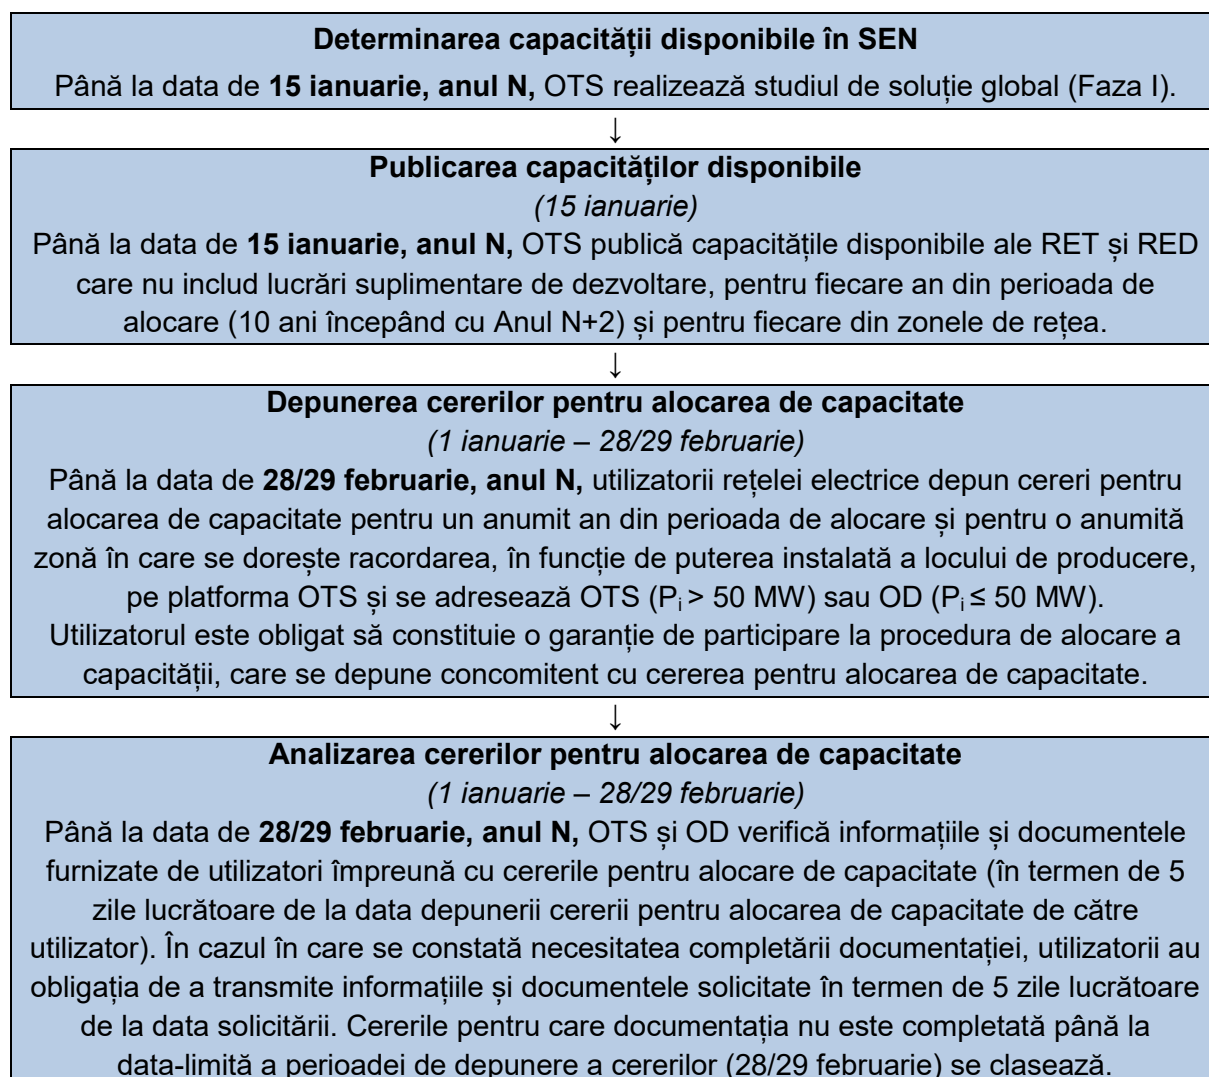 Determinarea capacității disponibile în SEN
Până la data de 15 ianuarie, anul N, OTS realizează studiul de soluție global (Faza I).
↓
Publicarea capacităților disponibile
(15 ianuarie)
Până la data de 15 ianuarie, anul N, OTS publică capacitățile disponibile ale RET și RED
care nu includ lucrări suplimentare de dezvoltare, pentru fiecare an din perioada de
alocare (10 ani începând cu Anul N+2) și pentru fiecare din zonele de rețea.
↓
Depunerea cererilor pentru alocarea de capacitate
(1 ianuarie – 28/29 februarie)
Până la data de 28/29 februarie, anul N, utilizatorii rețelei electrice depun cereri pentru
alocarea de capacitate pentru un anumit an din perioada de alocare și pentru o anumită
zonă în care se dorește racordarea, în funcție de puterea instalată a locului de producere,
pe platforma OTS și se adresează OTS (Pi > 50 MW) sau OD (Pi ≤ 50 MW).
Utilizatorul este obligat să constituie o garanție de participare la procedura de alocare a
capacității, care se depune concomitent cu cererea pentru alocarea de capacitate.
↓
Analizarea cererilor pentru alocarea de capacitate
(1 ianuarie – 28/29 februarie)
Până la data de 28/29 februarie, anul N, OTS și OD verifică informațiile și documentele
furnizate de utilizatori împreună cu cererile pentru alocare de capacitate (în termen de 5
zile lucrătoare de la data depunerii cererii pentru alocarea de capacitate de către
utilizator). În cazul în care se constată necesitatea completării documentației, utilizatorii au
obligația de a transmite informațiile și documentele solicitate în termen de 5 zile lucrătoare
de la data solicitării. Cererile pentru care documentația nu este completată până la
data-limită a perioadei de depunere a cererilor (28/29 februarie) se clasează.